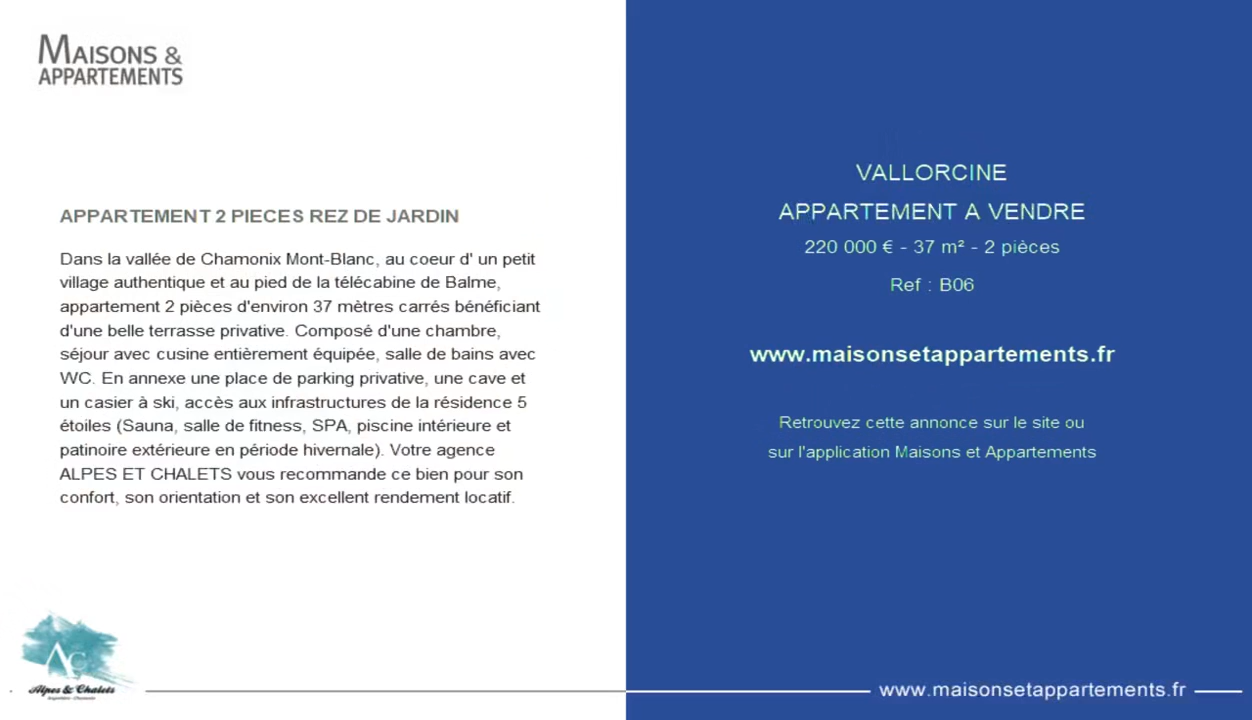 MAISONS &
APPARTEMENTS
APPARTEMENT 2 PIECES REZ DE JARDIN
Dans la vallée de Chamonix Mont-Blanc, au coeur d' un petit
village authentique et au pied de la télécabine de Balme,
appartement 2 pièces d'environ 37 mètres carrés bénéficiant
d'une belle terrasse privative. Composé d'une chambre,
séjour avec cusine entièrement équipée, salle de bains avec
WC. En annexe une place de parking privative, une cave et
un casier à ski, accès aux infrastructures de la résidence 5
étoiles (Sauna, salle de fitness, SPA, piscine intérieure et
patinoire extérieure en période hivernale). Votre agence
ALPES ET CHALETS vous recommande ce bien pour son
confort, son orientation et son excellent rendement locatif.
AC
Alpes & Chalets
VALLORCINE
APPARTEMENT A VENDRE
220 000 € - 37 m² - 2 pièces
Ref : B06
www.maisonsetappartements.fr
Retrouvez cette annonce sur le site ou
sur l'application Maisons et Appartements
www.maisonsetappartements.fr